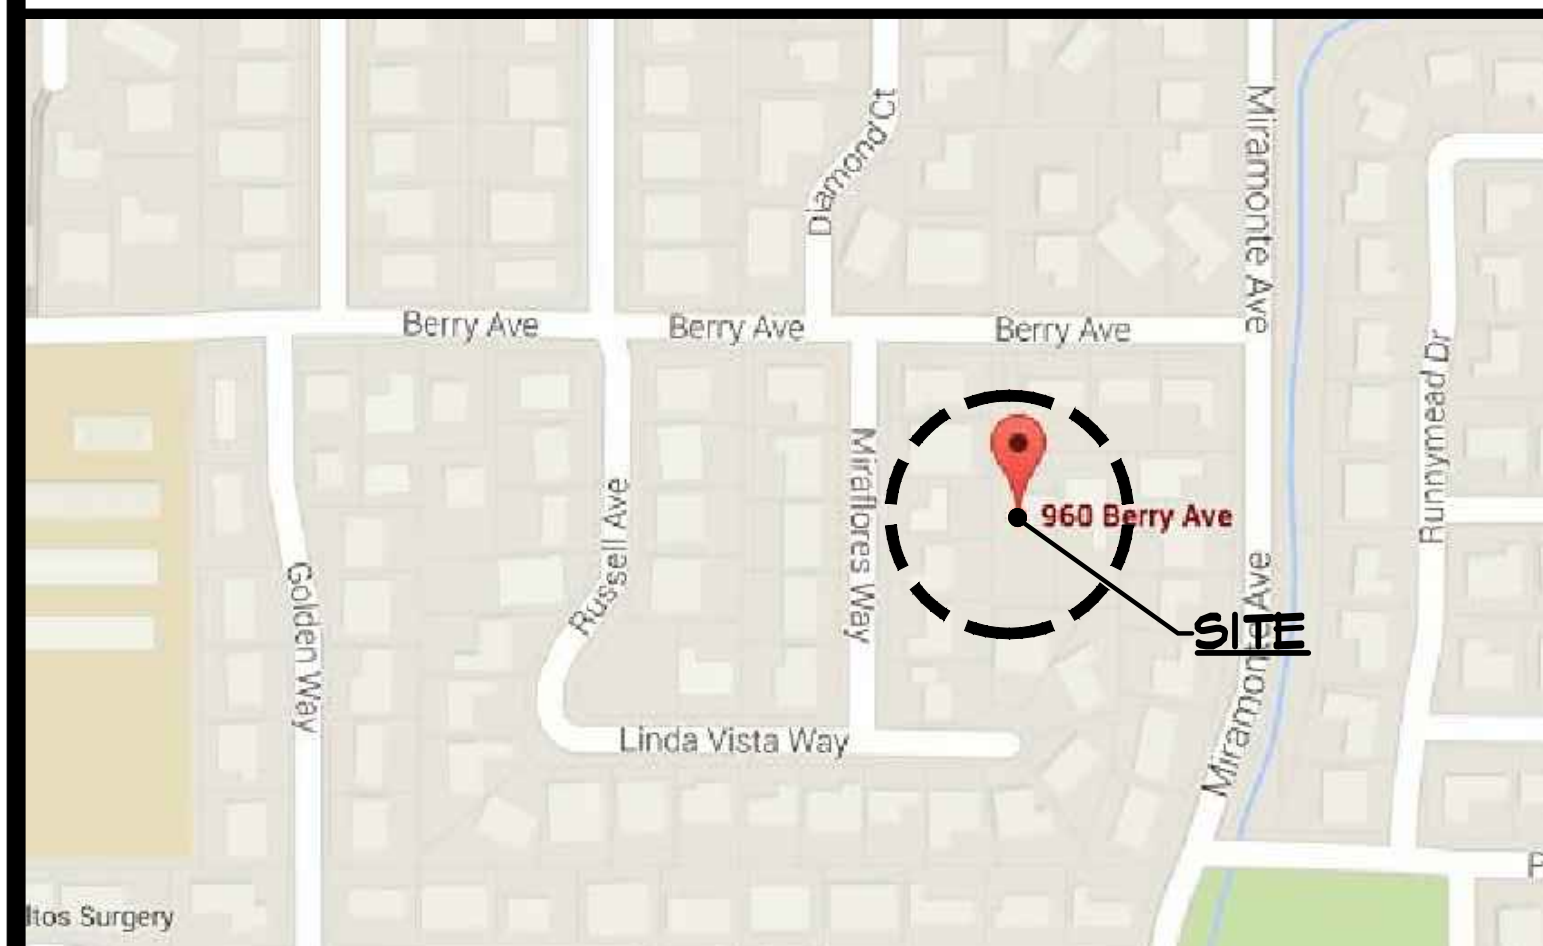 Diamond Ct
Miramonte Ave
Berry Ave
Berry Ave
Berry Ave
Runnymead Dr
Miraflores Way
Russell Ave
960 Berry Ave
Golden Way
SITE
Miramonte Ave
Linda Vista Way
P
ltos Surgery